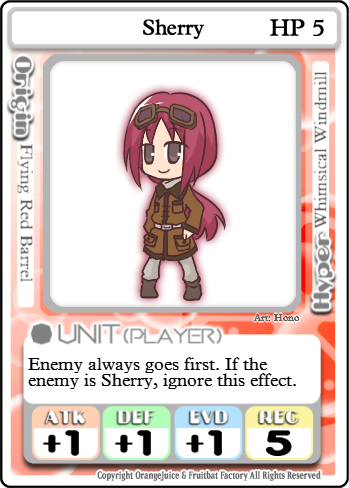 Sherry HP 5
Origin Flying Red Barrel
Hyper Whimsical Windmill
Art: Hono
UNIT(PLAYER)
Enemy always goes first. If the
enemy is Sherry, ignore this effect.
ATK DEF EVD REC
+1 +1 +1 5
Copyright Orangejuice & Fruitbat Factory All Rights Reserved